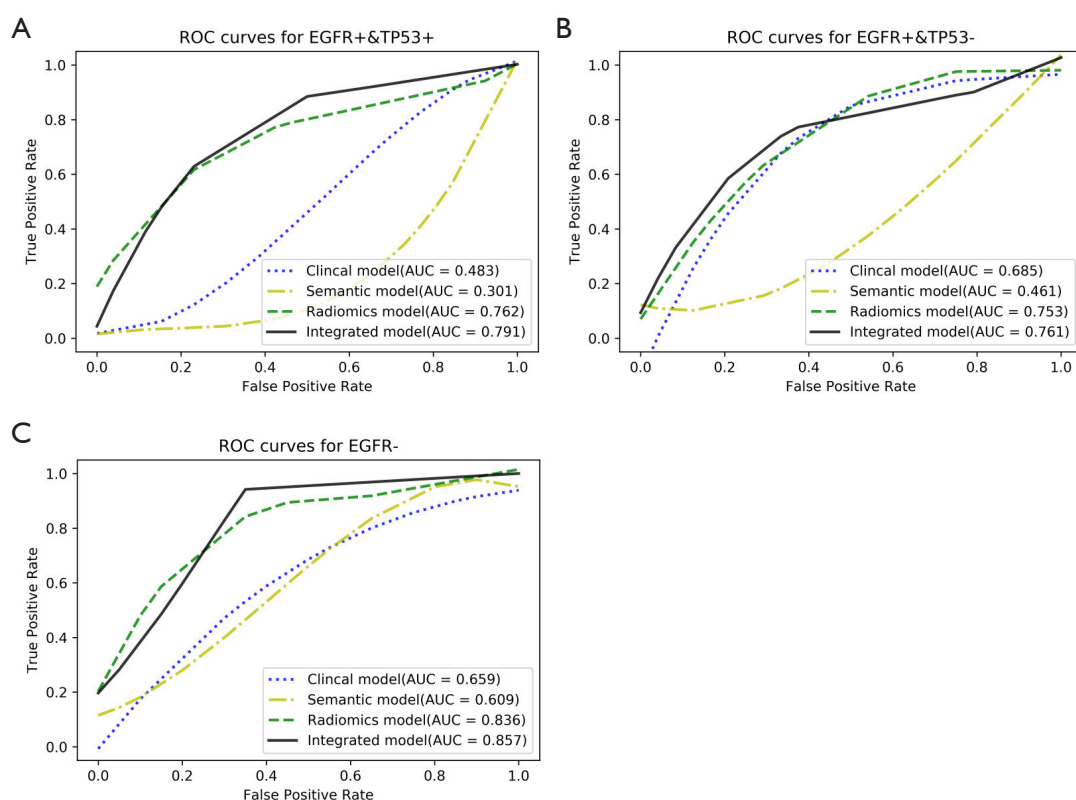 A
ROC curves for EGFR+&TP53+
1.0
0.8
0.6
0.4
0.2
0.0
True Positive Rate
Clincal model(AUC = 0.483)
Semantic model(AUC = 0.301)
Radiomics model(AUC = 0.762)
Integrated model(AUC = 0.791)
0.0 0.2 0.4 0.6 0.8 1.0
False Positive Rate
B
ROC curves for EGFR+&TP53-
1.0
0.8
0.6
0.4
0.2
0.0
True Positive Rate
Clincal model(AUC = 0.685)
Semantic model(AUC = 0.461)
Radiomics model(AUC = 0.753)
Integrated model(AUC = 0.761)
0.0 0.2 0.4 0.6 0.8 1.0
False Positive Rate
C
ROC curves for EGFR-
1.0
0.8
0.6
0.4
0.2
0.0
True Positive Rate
Clincal model(AUC = 0.659)
Semantic model(AUC = 0.609)
Radiomics model(AUC = 0.836)
Integrated model(AUC = 0.857)
0.0 0.2 0.4 0.6 0.8 1.0
False Positive Rate